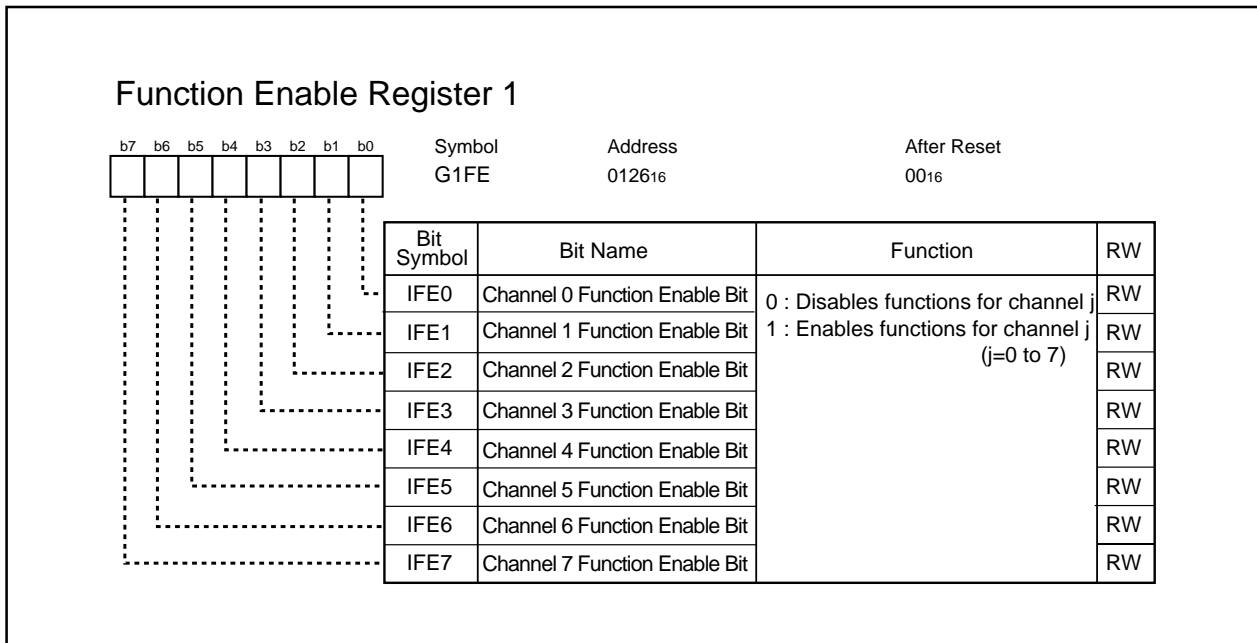 Function Enable Register 1
b7 b6 b5 b4 b3 b2 b1 b0 Symbol Address After Reset
G1FE 012616 0016
Bit Symbol Bit Name Function RW
IFE0 Channel 0 Function Enable Bit 0 : Disables functions for channel j RW
IFE1 Channel 1 Function Enable Bit 1 : Enables functions for channel j RW
(j=0 to 7)
IFE2 Channel 2 Function Enable Bit RW
IFE3 Channel 3 Function Enable Bit RW
IFE4 Channel 4 Function Enable Bit RW
IFE5 Channel 5 Function Enable Bit RW
IFE6 Channel 6 Function Enable Bit RW
IFE7 Channel 7 Function Enable Bit RW